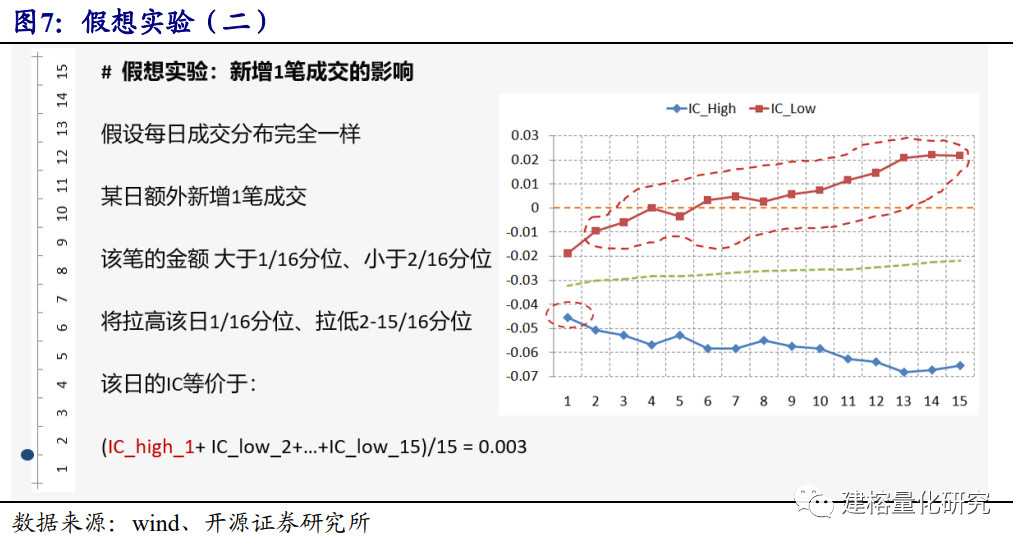 图7：假想实验（二）
# 假想实验：新增1笔成交的影响
假设每日成交分布完全一样
某日额外新增1笔成交
该笔的金额 大于1/16分位、小于2/16分位
将拉高该日1/16分位、拉低2-15/16分位
该日的IC等价于：
(IC_high_1+ IC_low_2+...+IC_low_15)/15 = 0.003
15
14
13
12
11
10
9
8
7
6
5
4
3
2
1
IC_High IC_Low
0.03
0.02
0.01
0
-0.01
-0.02
-0.03
-0.04
-0.05
-0.06
-0.07
1 2 3 4 5 6 7 8 9 10 11 12 13 14 15
建榕量化研究
数据来源：wind、开源证券研究所